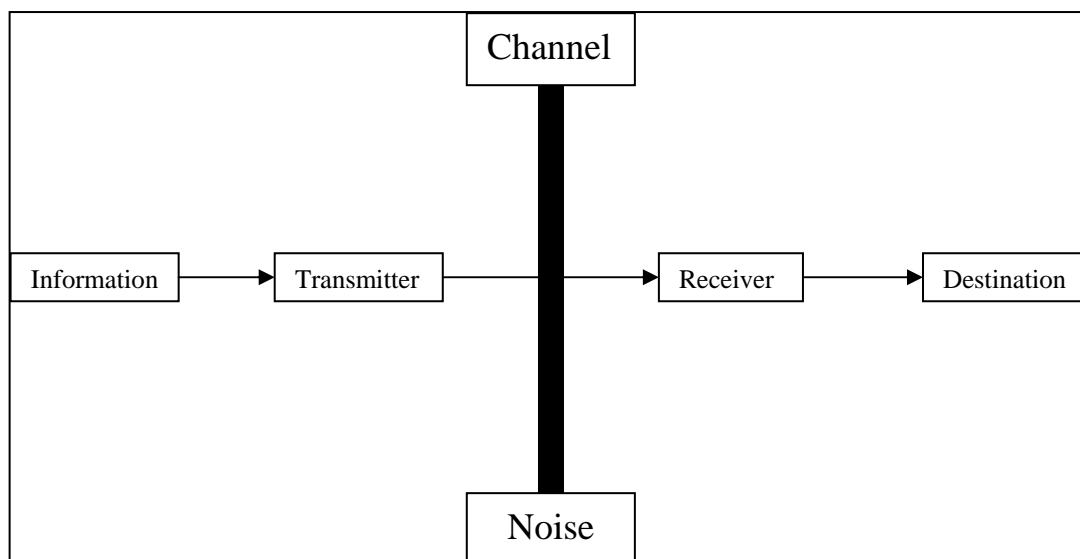 Channel
Information
Transmitter
Receiver
Destination
Noise